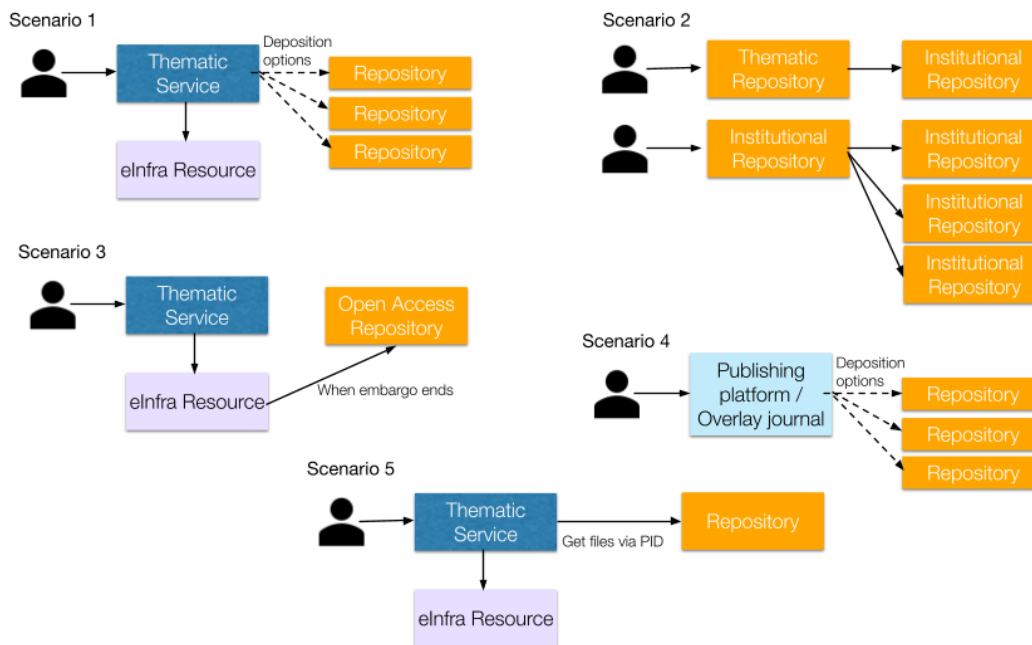 Scenario 1
Thematic
Service
Deposition
options
Repository
Repository
Repository
eInfra Resource
Scenario 2
Thematic
Repository
Institutional
Repository
Institutional
Repository
Institutional
Repository
Institutional
Repository
Institutional
Repository
Scenario 3
Thematic
Service
Open Access
Repository
eInfra Resource
When embargo ends
Scenario 4
Publishing
platform /
Overlay journal
Deposition
options
Repository
Repository
Repository
Scenario 5
Thematic
Service
Get files via PID
Repository
eInfra Resource